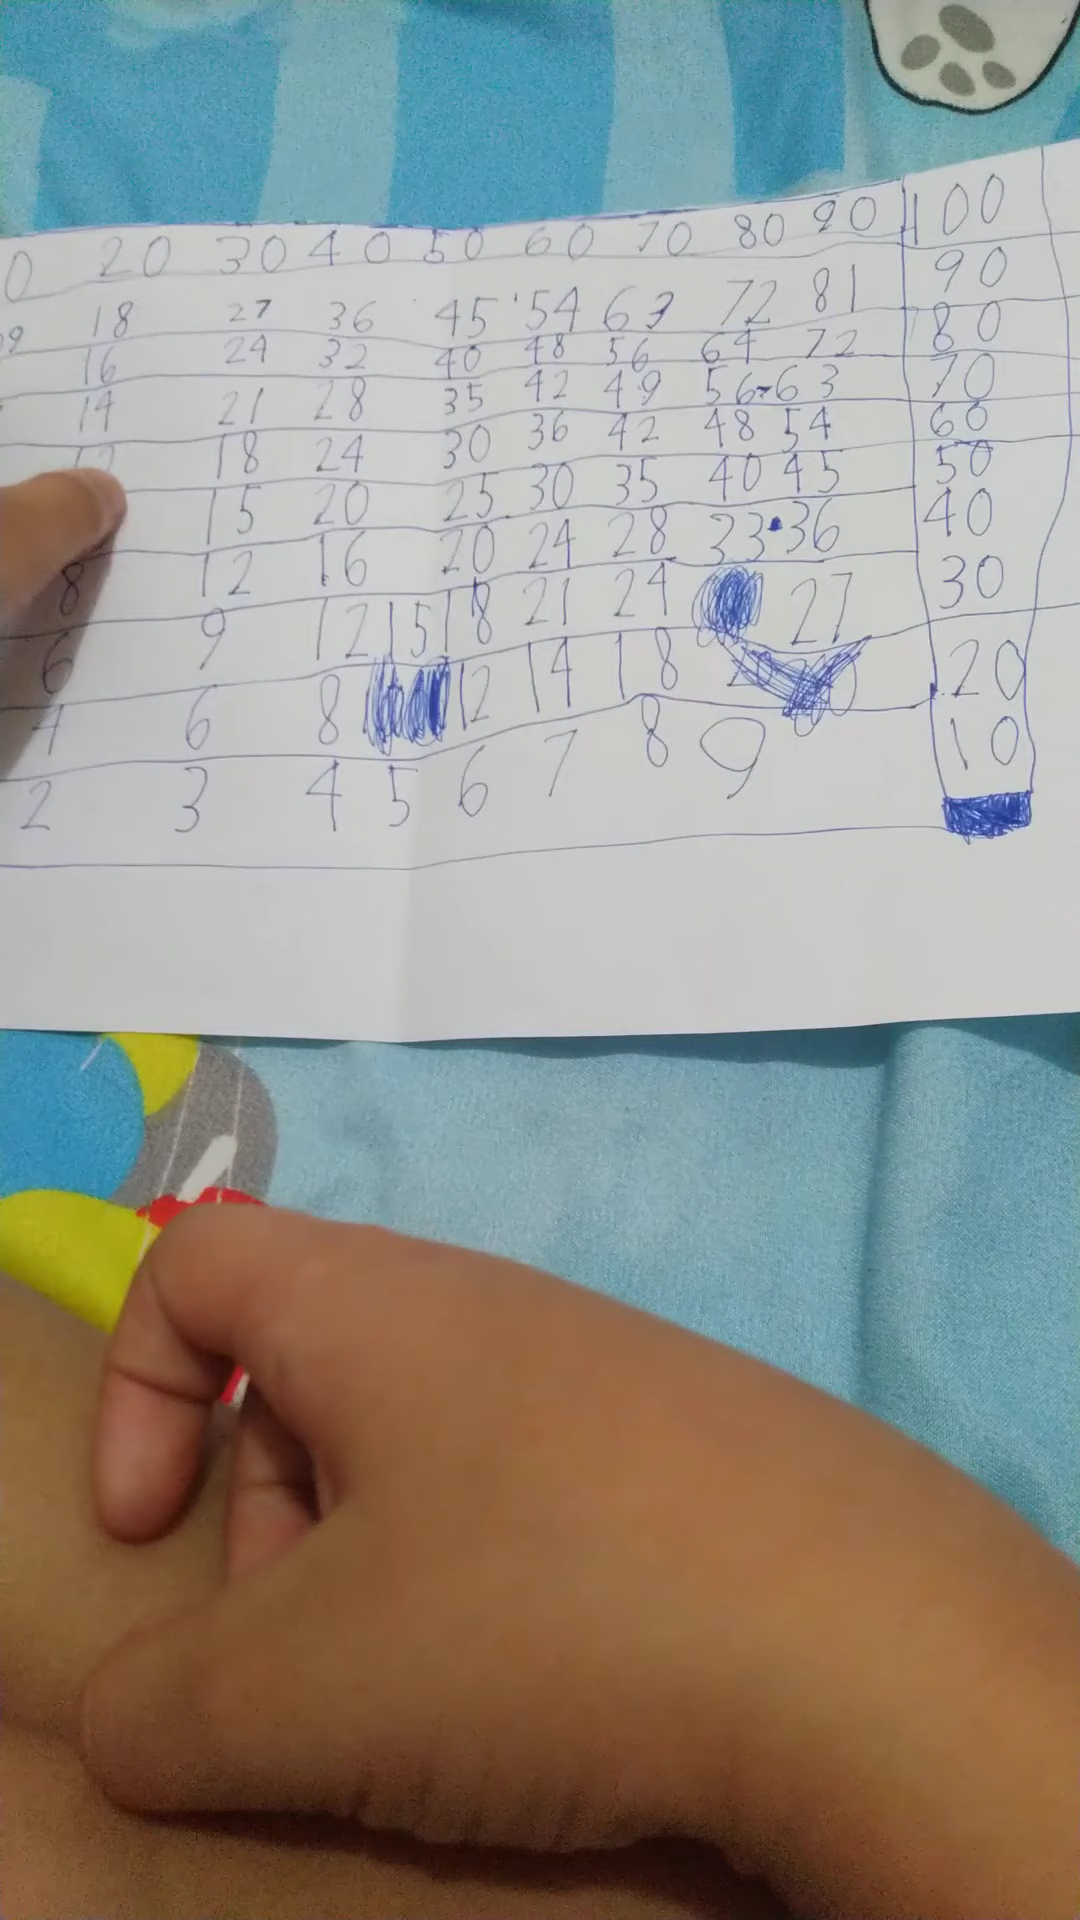 0 20 30 40 50 60 70 80 90 100
09 18 27 36 45 54 63 72 81 90
16 24 32 40 48 56 64 72 80
14 21 28 35 42 49 56 63 70
12 18 24 30 36 42 48 54 60
15 20 25 30 35 40 45 50
8 12 16 20 24 28 33 36 40
6 9 12 15 18 21 24 27 30
4 6 8 12 14 18 20 20
2 3 4 5 6 7 8 9 10